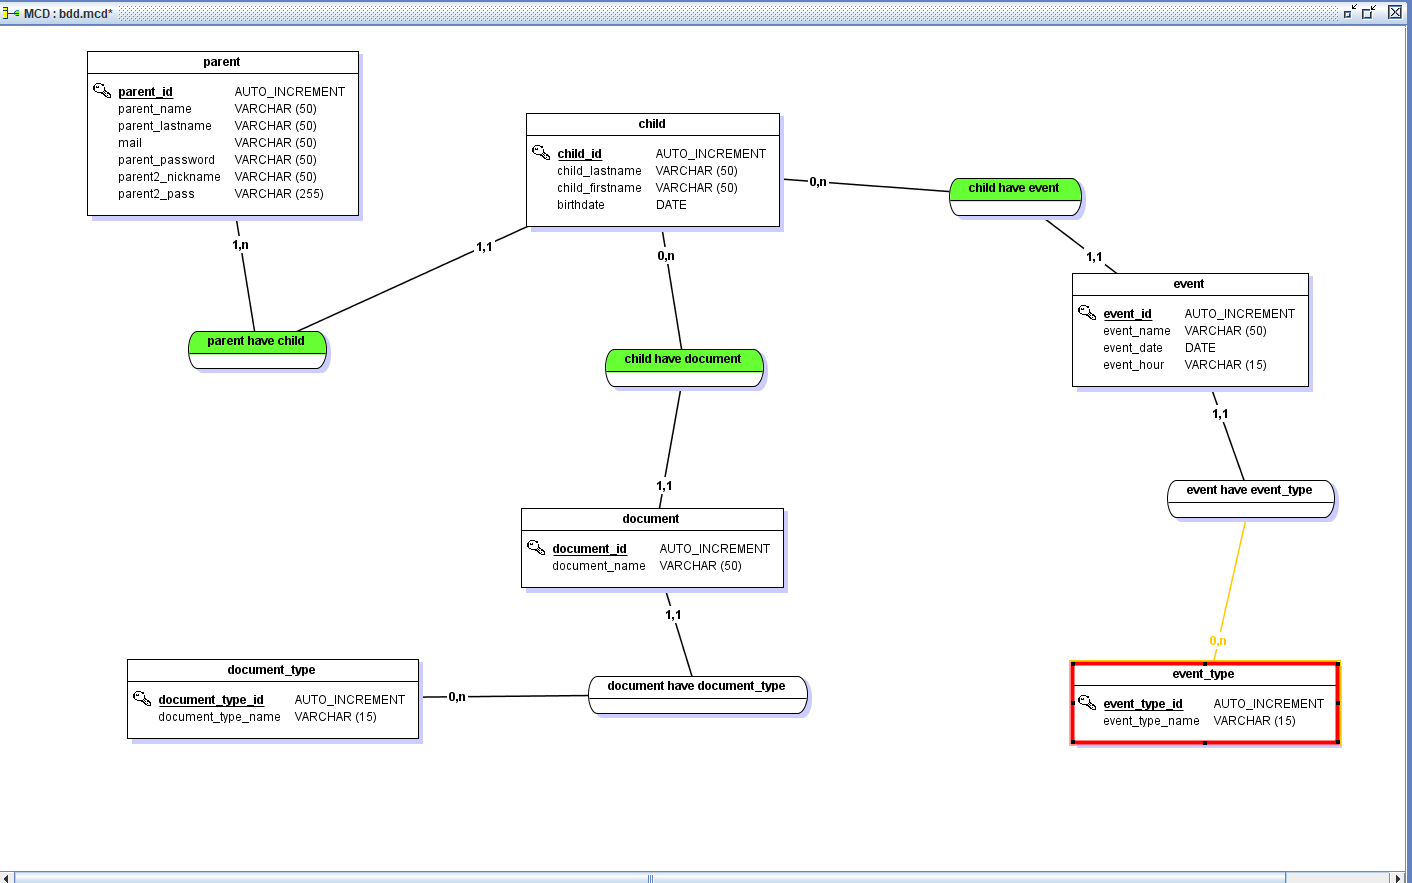 MCD : bdd.mcd*
parent
parent_id AUTO_INCREMENT
parent_name VARCHAR (50)
parent_lastname VARCHAR (50)
mail VARCHAR (50)
parent_password VARCHAR (50)
parent2_nickname VARCHAR (50)
parent2_pass VARCHAR (255)
child
child_id AUTO_INCREMENT
child_lastname VARCHAR (50)
child_firstname VARCHAR (50)
birthdate DATE
0,n
child have event
1,n
1,1
0,n
1,1
event
event_id AUTO_INCREMENT
event_name VARCHAR (50)
event_date DATE
event_hour VARCHAR (15)
parent have child
child have document
1,1
1,1
event have event_type
document
document_id AUTO_INCREMENT
document_name VARCHAR (50)
1,1
0,n
document_type
document_type_id AUTO_INCREMENT
document_type_name VARCHAR (15)
0,n
document have document_type
event_type
event_type_id AUTO_INCREMENT
event_type_name VARCHAR (15)